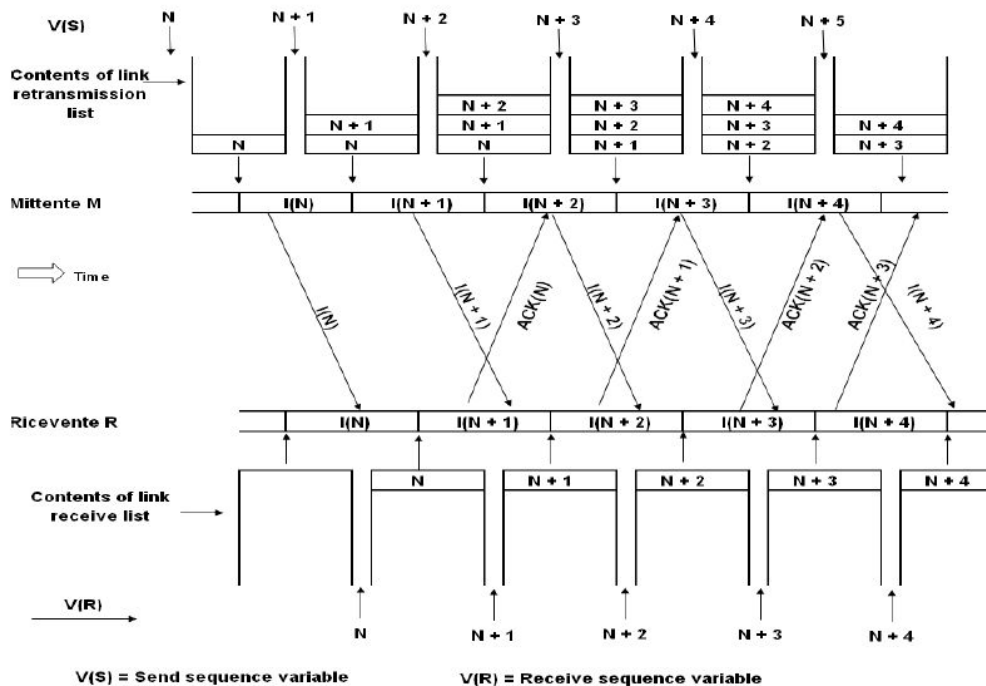 V(S) N N + 1 N + 2 N + 3 N + 4 N + 5
Contents of link
retransmission
list
N + 2 N + 3 N + 4
N + 1 N + 1 N + 2 N + 3 N + 4
N N N N + 1 N + 2 N + 3
Mittente M I(N) I(N + 1) I(N + 2) I(N + 3) I(N + 4)
Time
I(N) I(N + 1) ACK(N) I(N + 2) ACK(N + 1) I(N + 3) ACK(N + 2) ACK(N + 3) I(N + 4)
Ricevente R I(N) I(N + 1) I(N + 2) I(N + 3) I(N + 4)
N N + 1 N + 2 N + 3 N + 4
Contents of link
receive list
V(R)
N N + 1 N + 2 N + 3 N + 4
V(S) = Send sequence variable V(R) = Receive sequence variable